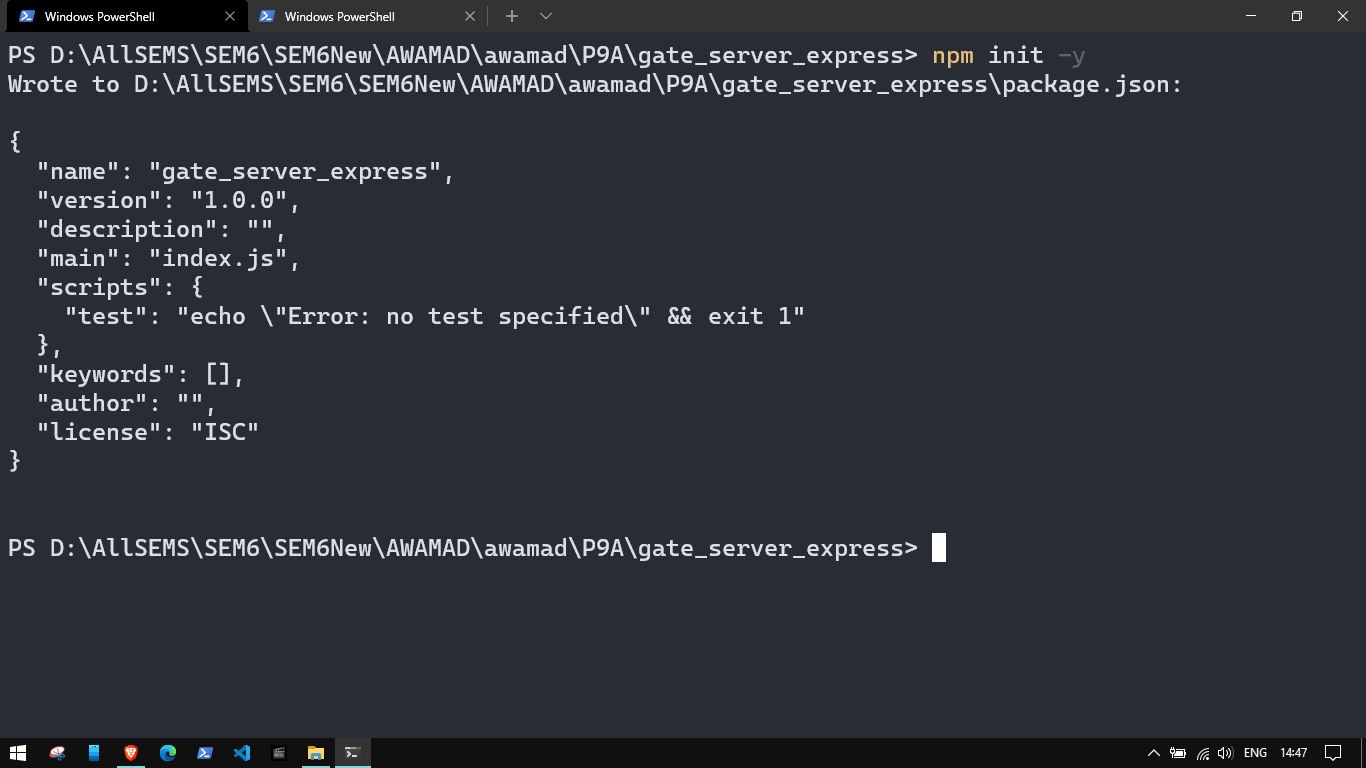 Windows PowerShell
Windows PowerShell
PS D:\AllSEMS\SEM6\SEM6New\AWAMAD\awamad\P9A\gate_server_express> npm init -y
Wrote to D:\AllSEMS\SEM6\SEM6New\AWAMAD\awamad\P9A\gate_server_express\package.json:
{
  "name": "gate_server_express",
  "version": "1.0.0",
  "description": "",
  "main": "index.js",
  "scripts": {
    "test": "echo \"Error: no test specified\" && exit 1"
  },
  "keywords": [],
  "author": "",
  "license": "ISC"
}
PS D:\AllSEMS\SEM6\SEM6New\AWAMAD\awamad\P9A\gate_server_express>
ENG 14:47